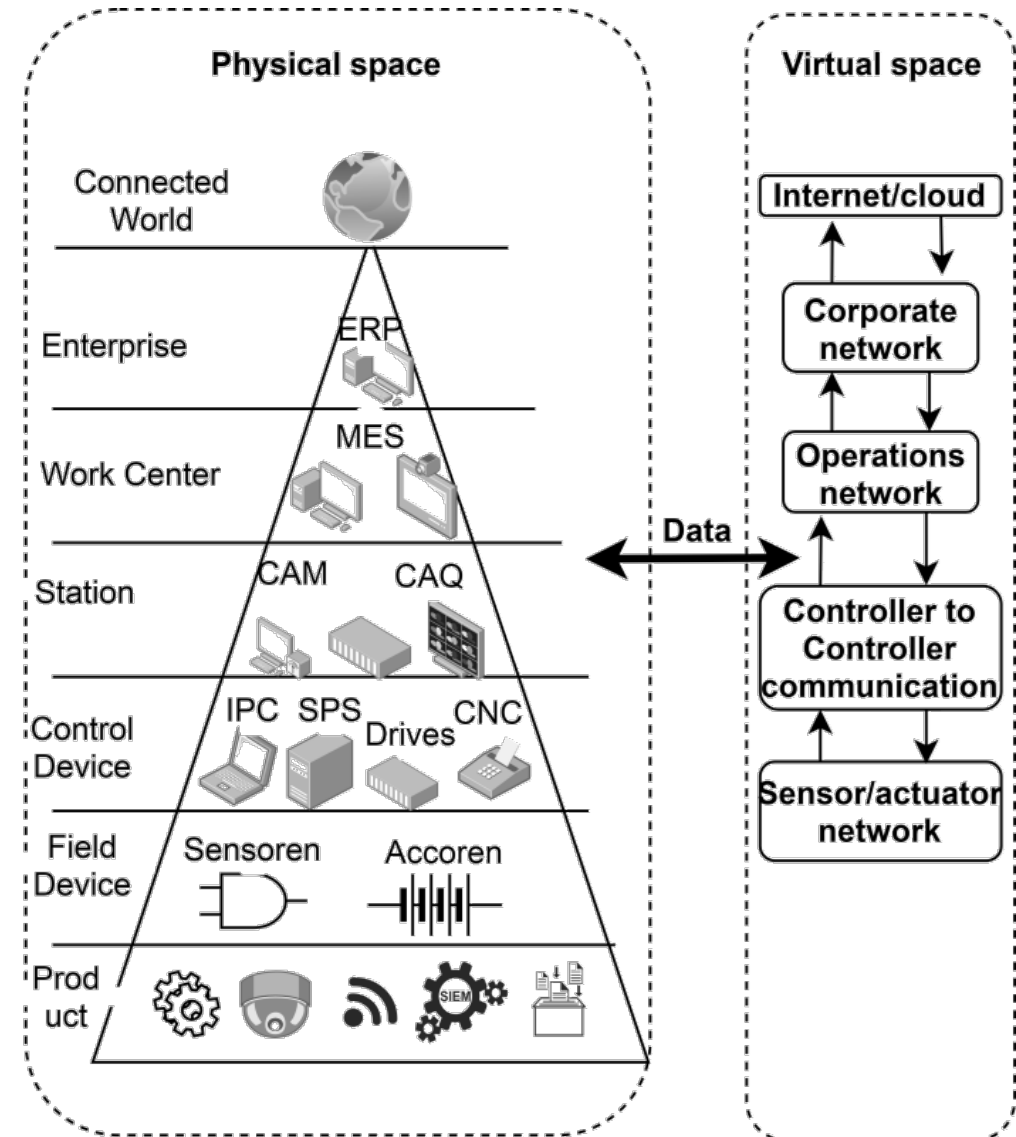 Physical space
Connected
World
Enterprise
ERP
Work Center
MES
Station
CAM
CAQ
Control
Device
IPC
SPS
Drives
CNC
Field
Device
Sensoren
Accoren
Prod
uct
SIEM
Data
Virtual space
Internet/cloud
Corporate
network
Operations
network
Controller to
Controller
communication
Sensor/actuator
network